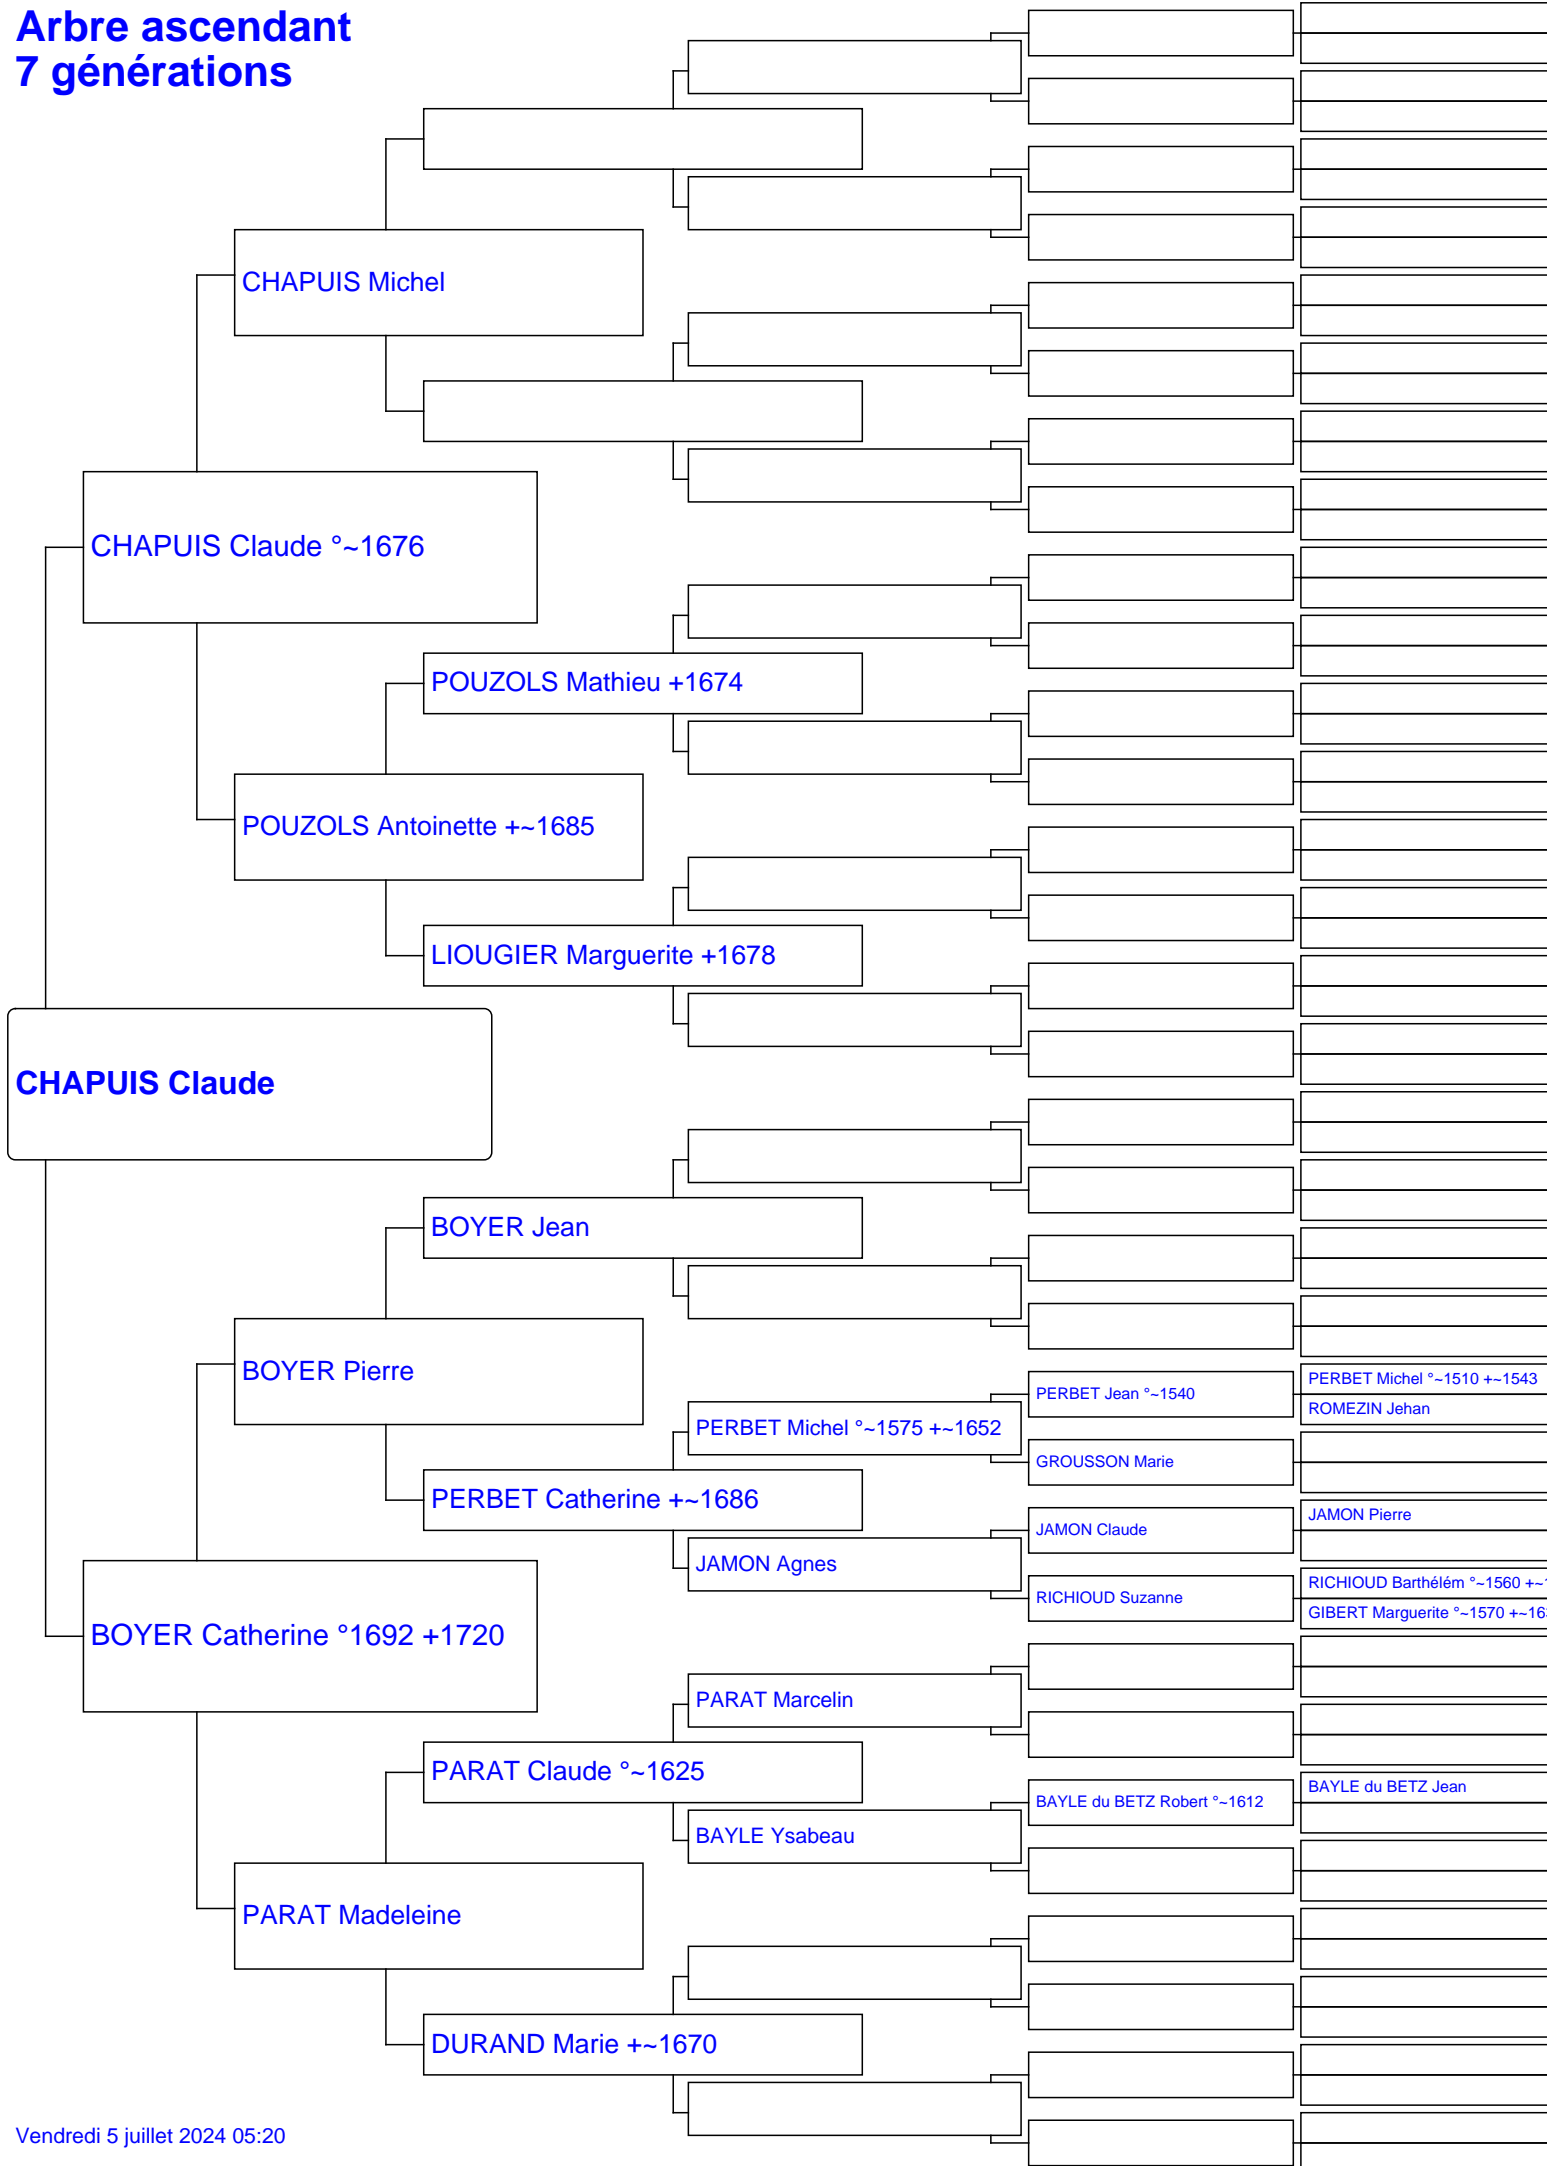 Arbre ascendant
7 générations
CHAPUIS Michel
CHAPUIS Claude °~1676
POUZOLS Mathieu +1674
POUZOLS Antoinette +~1685
LIOUGIER Marguerite +1678
CHAPUIS Claude
BOYER Jean
BOYER Pierre
PERBET Michel °~1510 +~1543
PERBET Jean °~1540
ROMEZIN Jehan
PERBET Michel °~1575 +~1652
GROUSSON Marie
PERBET Catherine +~1686
JAMON Pierre
JAMON Claude
JAMON Agnes
RICHIOUD Barthélém °~1560 +~1
RICHIOUD Suzanne
GIBERT Marguerite °~1570 +~163
BOYER Catherine °1692 +1720
PARAT Marcelin
PARAT Claude °~1625
BAYLE du BETZ Jean
BAYLE du BETZ Robert °~1612
BAYLE Ysabeau
PARAT Madeleine
DURAND Marie +~1670
Vendredi 5 juillet 2024 05:20